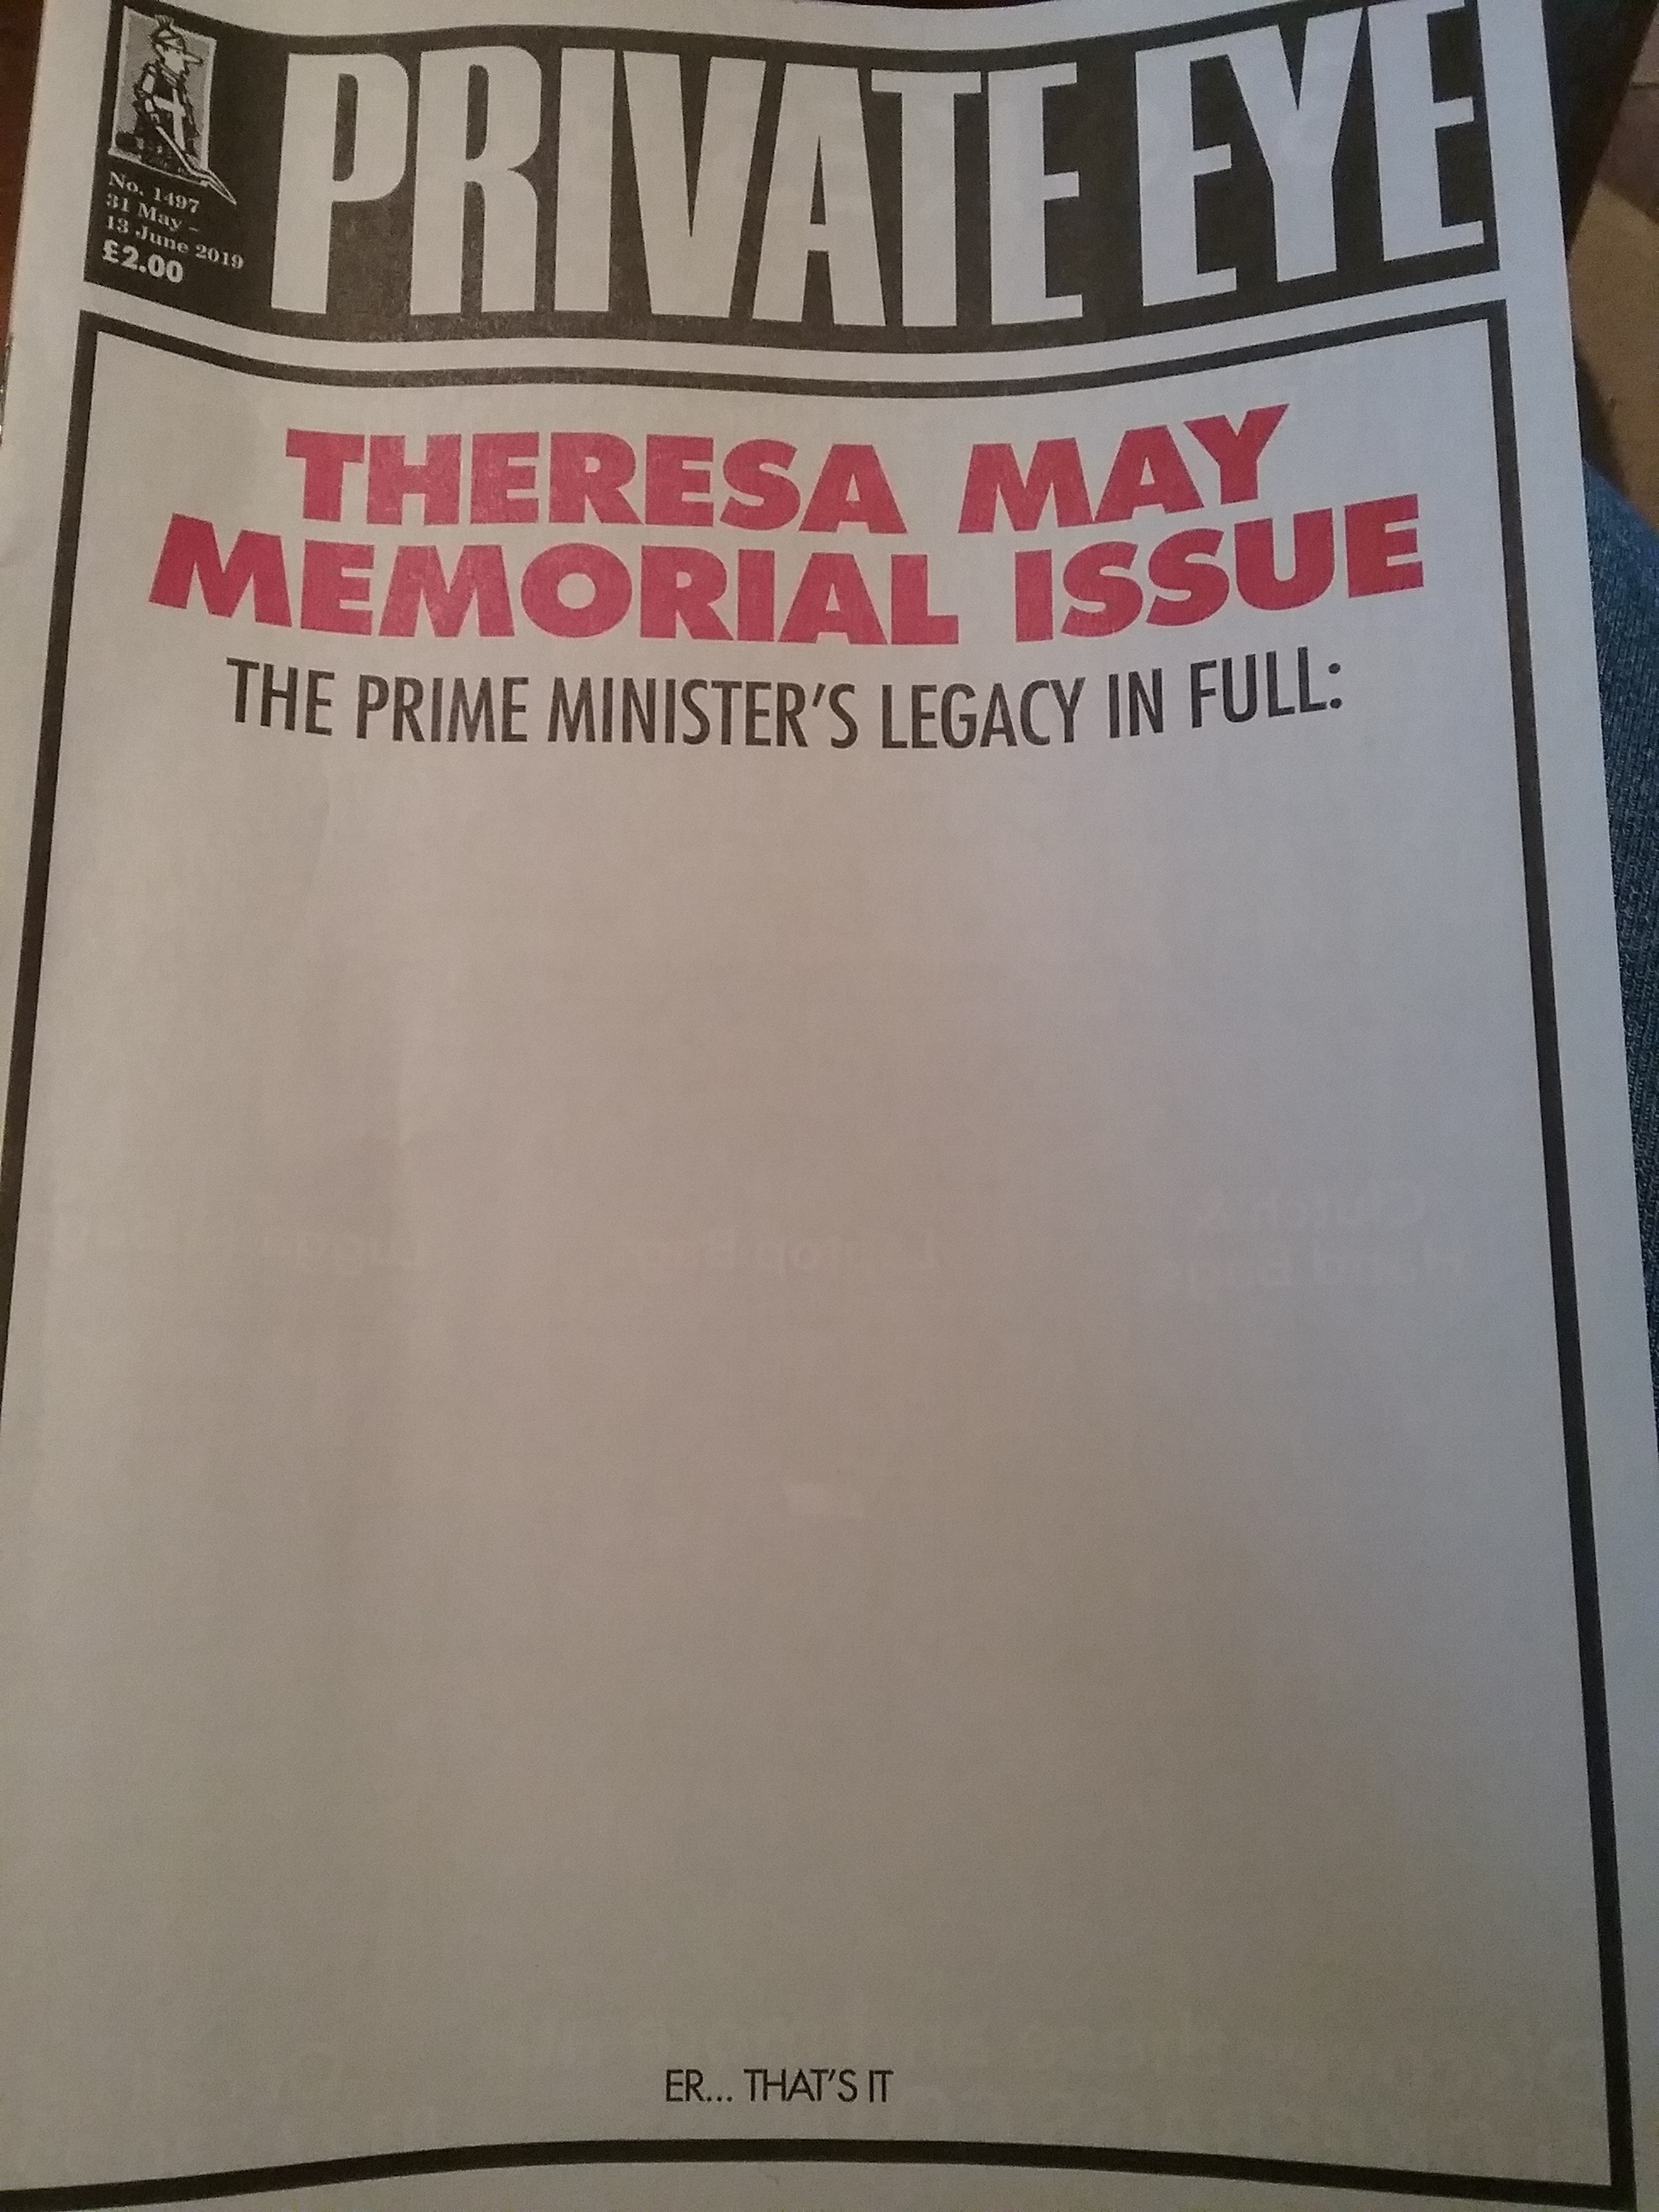 PRIVATE EYE
No. 1497
31 May –
13 June 2019
£2.00
THERESA MAY
MEMORIAL ISSUE
THE PRIME MINISTER'S LEGACY IN FULL:
ER... THAT'S IT